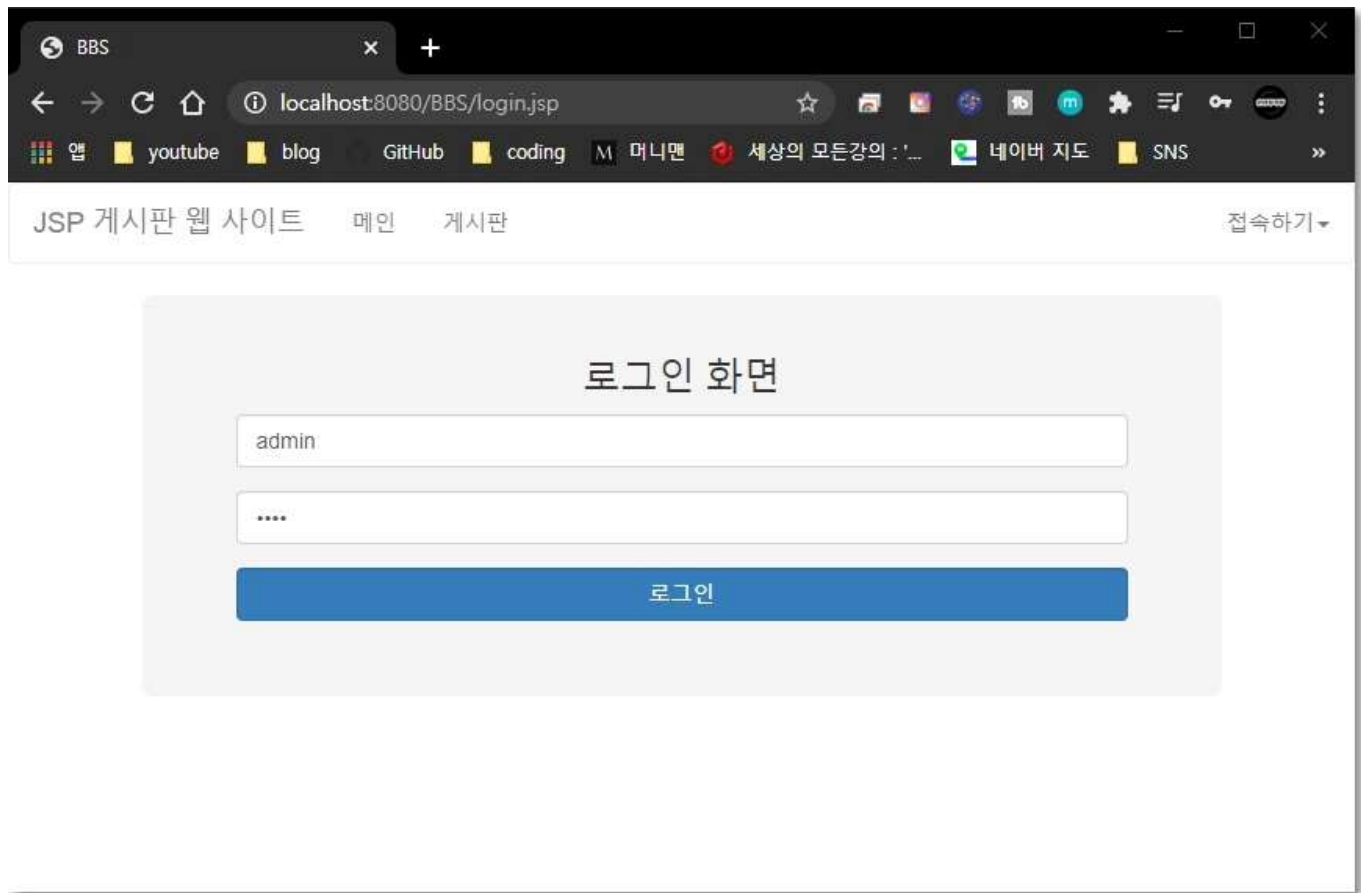 BBS
localhost:8080/BBS/login.jsp
앱 youtube blog GitHub coding M 머니맨 세상의 모든강의 : '... 네이버 지도 SNS »
JSP 게시판 웹 사이트 메인 게시판 접속하기
로그인 화면
admin
••••
로그인